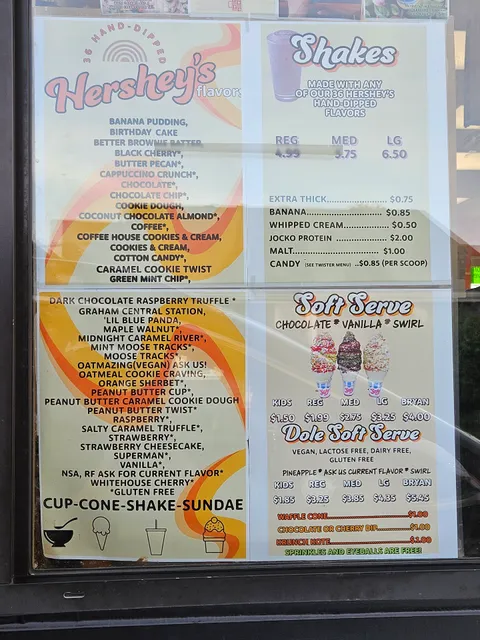 36 HAND-DIPPED
Hershey's
flavors
BANANA PUDDING,
BIRTHDAY CAKE
BETTER BROWNIE BATTER,
BLACK CHERRY*,
BUTTER PECAN*,
CAPPUCCINO CRUNCH*,
CHOCOLATE*,
CHOCOLATE CHIP*,
COOKIE DOUGH,
COCONUT CHOCOLATE ALMOND*,
COFFEE*,
COFFEE HOUSE COOKIES & CREAM,
COOKIES & CREAM,
COTTON CANDY*,
CARAMEL COOKIE TWIST
GREEN MINT CHIP*,
DARK CHOCOLATE RASPBERRY TRUFFLE *
GRAHAM CENTRAL STATION,
'LIL BLUE PANDA,
MAPLE WALNUT*,
MIDNIGHT CARAMEL RIVER*,
MINT MOOSE TRACKS*,
MOOSE TRACKS*,
OATMAZING(VEGAN) ASK US!
OATMEAL COOKIE CRAVING,
ORANGE SHERBET*,
PEANUT BUTTER CUP*,
PEANUT BUTTER CARAMEL COOKIE DOUGH
PEANUT BUTTER TWIST*
RASPBERRY*,
SALTY CARAMEL TRUFFLE*,
STRAWBERRY*,
STRAWBERRY CHEESECAKE,
SUPERMAN*,
VANILLA*,
NSA, RF ASK FOR CURRENT FLAVOR*
WHITEHOUSE CHERRY*
*GLUTEN FREE
CUP-CONE-SHAKE-SUNDAE
Shakes
MADE WITH ANY
OF OUR 36 HERSHEY'S
HAND-DIPPED
FLAVORS
REG MED LG
4.99 5.75 6.50
EXTRA THICK............... $0.75
BANANA........................ $0.85
WHIPPED CREAM............ $0.50
JOCKO PROTEIN .............. $2.00
MALT............................. $1.00
CANDY (SEE TWISTER MENU) ..$0.85 (PER SCOOP)
Soft Serve
CHOCOLATE * VANILLA * SWIRL
KIDS REG MED LG BRYAN
$1.50 $1.99 $2.75 $3.25 $4.00
Dole Soft Serve
VEGAN, LACTOSE FREE, DAIRY FREE,
GLUTEN FREE
PINEAPPLE * ASK US CURRENT FLAVOR * SWIRL
KIDS REG MED LG BRYAN
$1.85 $3.25 $3.85 $4.35 $5.45
WAFFLE CONE.....................$1.00
CHOCOLATE OR CHERRY DIP.........$1.00
KRUNCH KOTE.....................$1.00
SPRINKLES AND EYEBALLS ARE FREE!